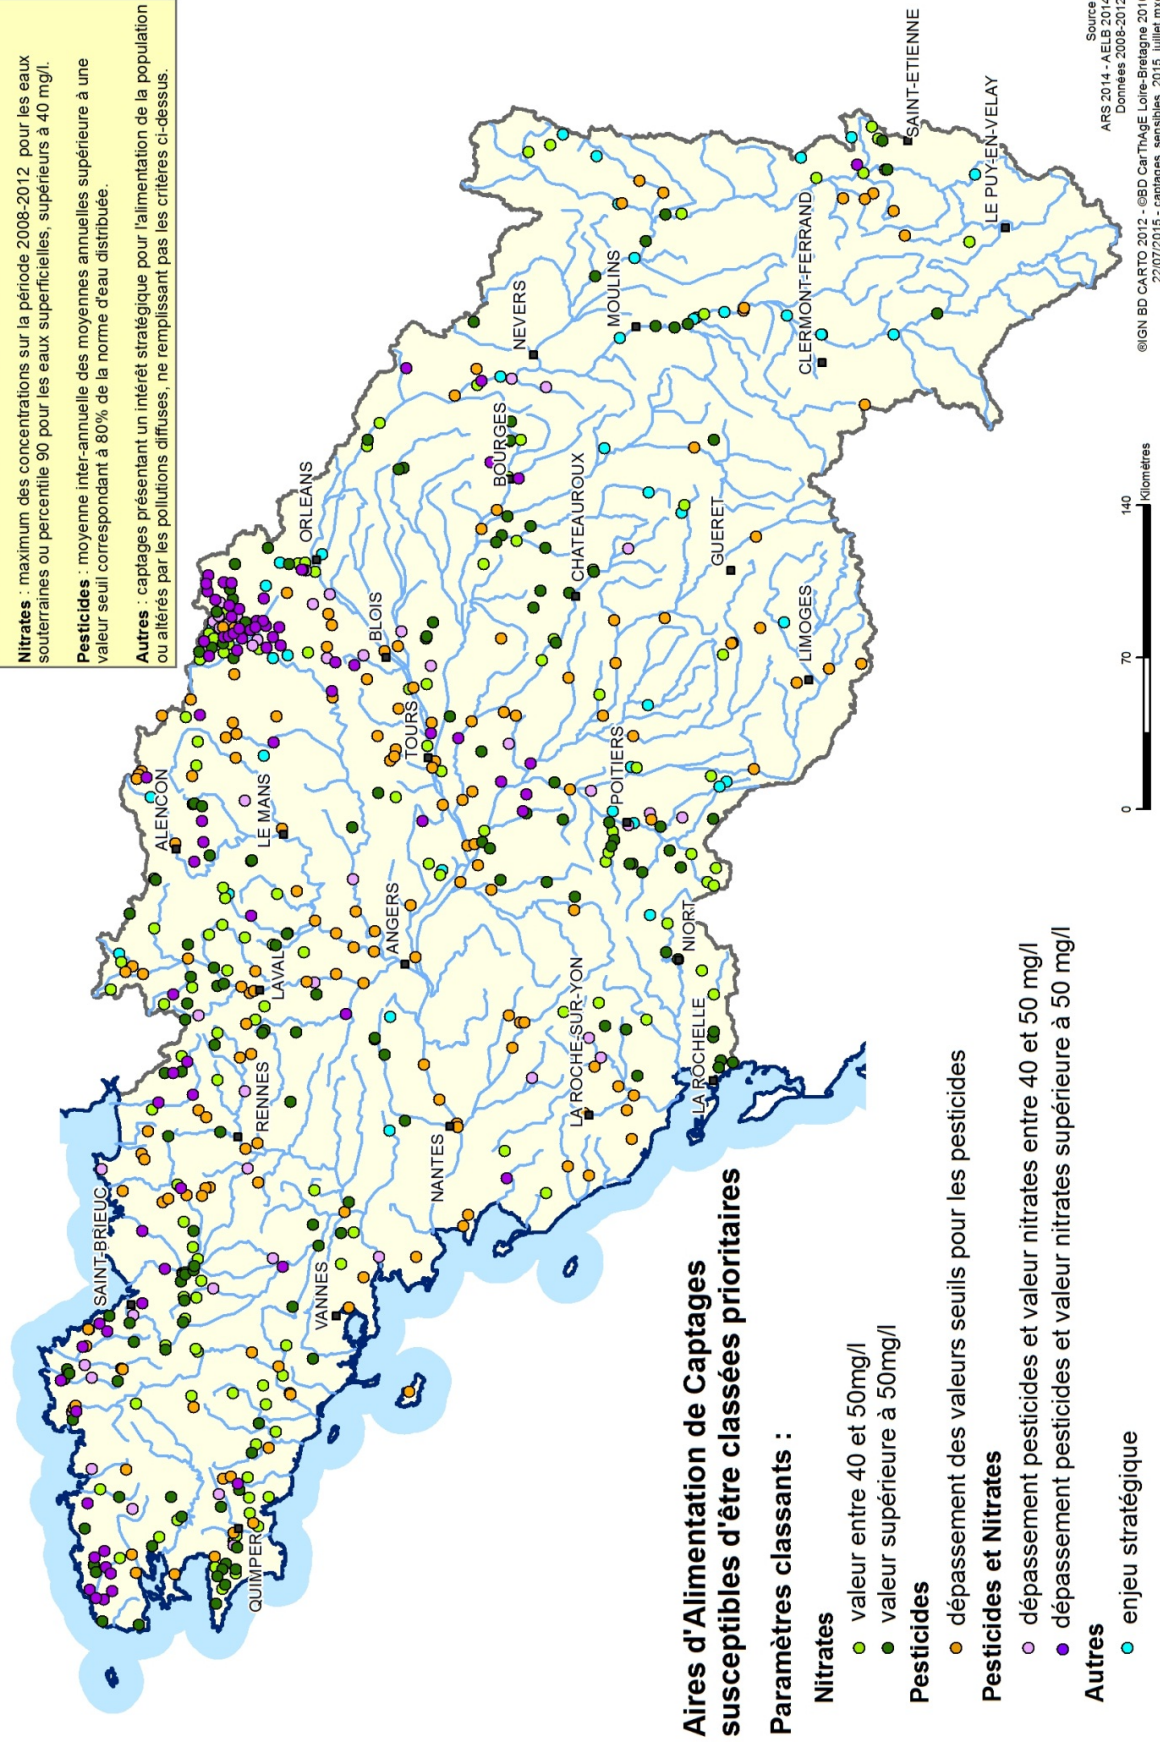 Nitrates : maximum des concentrations sur la période 2008-2012 pour les eaux
souterraines ou percentile 90 pour les eaux superficielles, supérieurs à 40 mg/l.
Pesticides : moyenne inter-annuelle des moyennes annuelles supérieure à une
valeur seuil correspondant à 80% de la norme d'eau distribuée.
Autres : captages présentant un intérêt stratégique pour l'alimentation de la population
ou altérés par les pollutions diffuses, ne remplissant pas les critères ci-dessus.
SAINT-BRIEUC
QUIMPER
VANNES
RENNES
LAVAL
ALENCON
LE MANS
ANGERS
NANTES
LA ROCHE-SUR-YON
LA ROCHELLE
NIORT
POITIERS
TOURS
BLOIS
ORLEANS
BOURGES
CHATEAUROUX
GUERET
LIMOGES
NEVERS
MOULINS
CLERMONT-FERRAND
LE PUY-EN-VELAY
SAINT-ETIENNE
Aires d'Alimentation de Captages
susceptibles d'être classées prioritaires
Paramètres classants :
Nitrates
valeur entre 40 et 50mg/l
valeur supérieure à 50mg/l
Pesticides
dépassement des valeurs seuils pour les pesticides
Pesticides et Nitrates
dépassement pesticides et valeur nitrates entre 40 et 50 mg/l
dépassement pesticides et valeur nitrates supérieure à 50 mg/l
Autres
enjeu stratégique
0 70 140
Kilomètres
Source
ARS 2014 - AELB 2014
Données 2008-2012
©IGN BD CARTO 2012 - ©BD CarThAgE Loire-Bretagne 2010
22/07/2015 - captages_sensibles_2015_juillet.mx